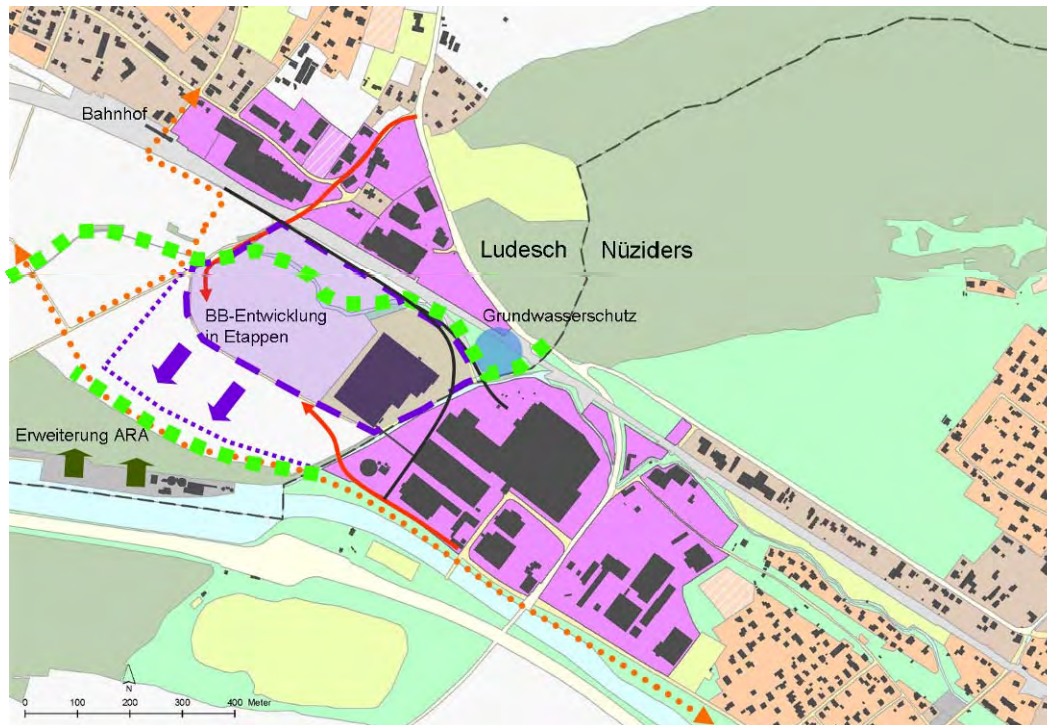 Bahnhof
Ludesch
Nüziders
Grundwasserschutz
BB-Entwicklung
in Etappen
Erweiterung ARA
N
0 100 200 300 400 Meter